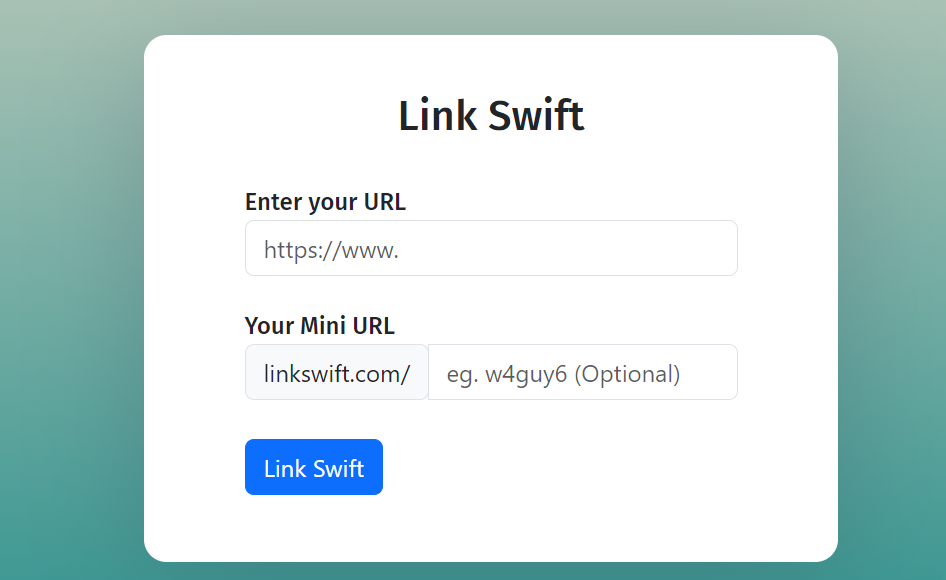 Link Swift
Enter your URL
https://www.
Your Mini URL
linkswift.com/ eg. w4guy6 (Optional)
Link Swift